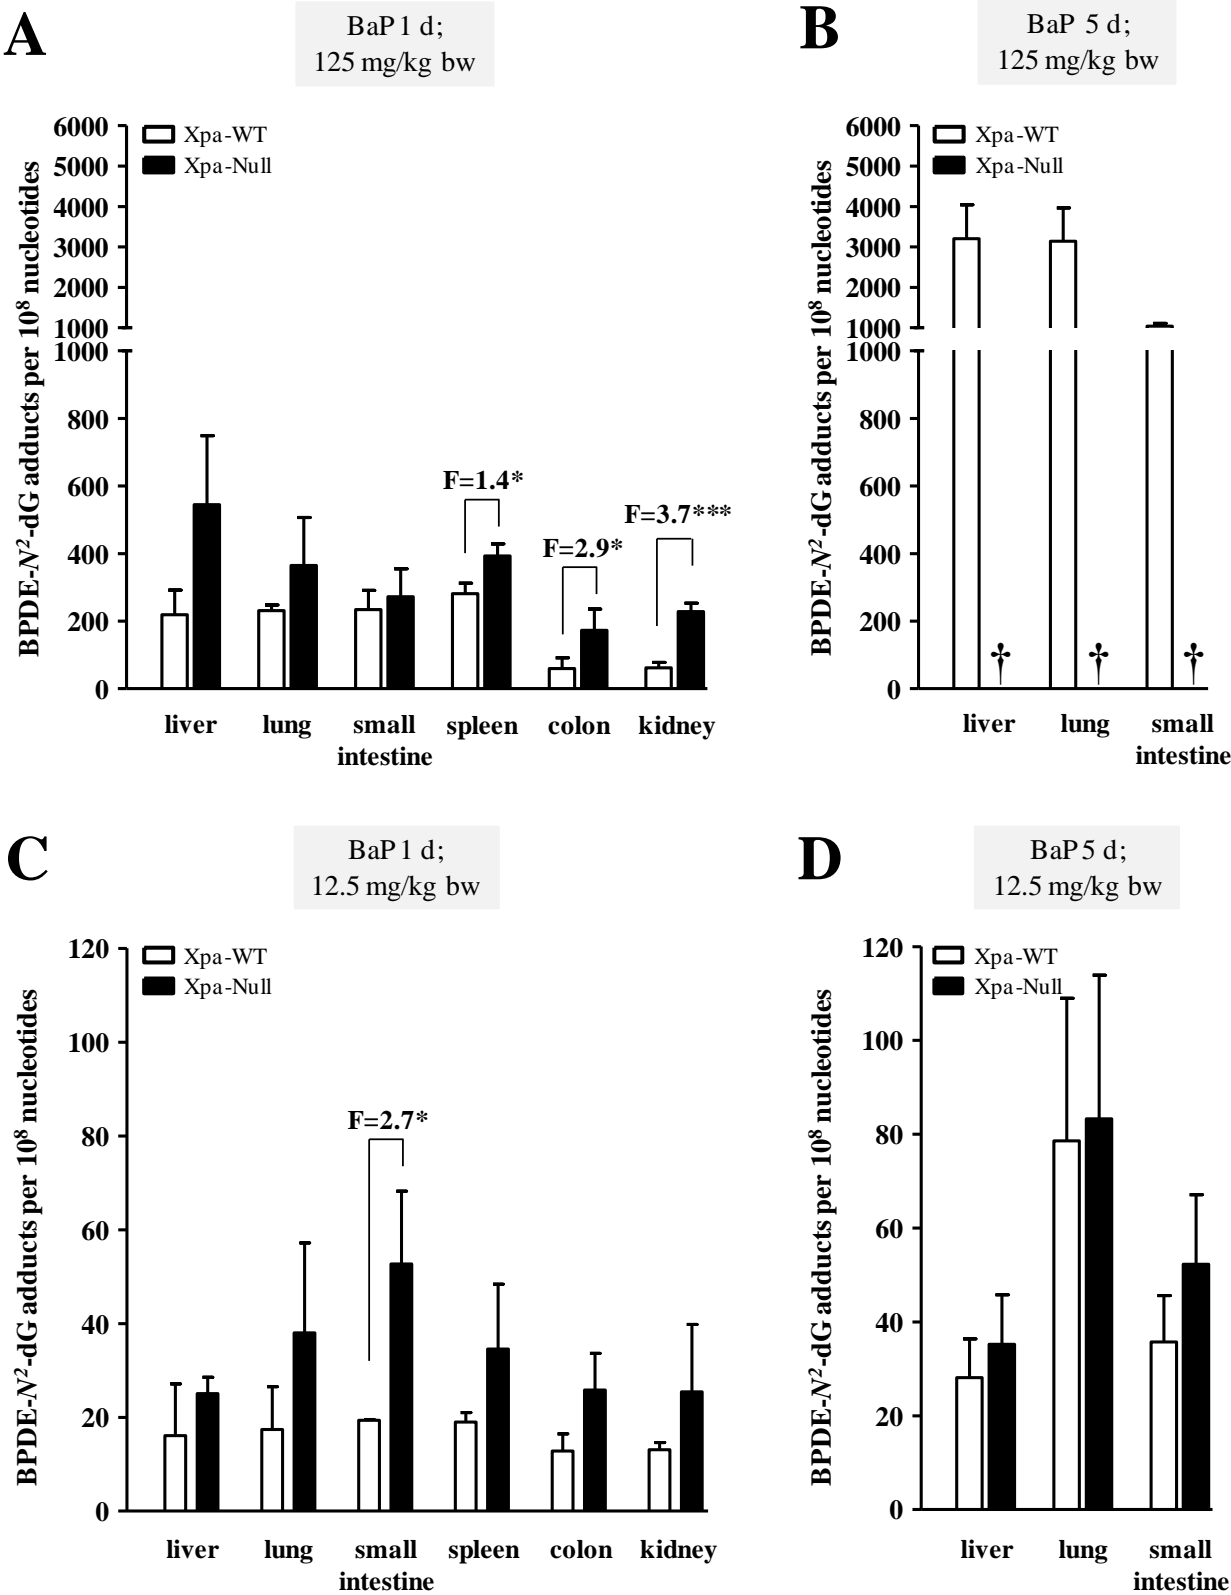 A
BaP 1 d;
125 mg/kg bw
BPDE-N²-dG adducts per 10⁸ nucleotides
6000
5000
4000
3000
2000
1000
1000
800
600
400
200
0
Xpa-WT
Xpa-Null
F=1.4*
F=2.9*
F=3.7***
liver
lung
small
intestine
spleen
colon
kidney
B
BaP 5 d;
125 mg/kg bw
BPDE-N²-dG adducts per 10⁸ nucleotides
6000
5000
4000
3000
2000
1000
1000
800
600
400
200
0
Xpa-WT
Xpa-Null
†
†
†
liver
lung
small
intestine
C
BaP 1 d;
12.5 mg/kg bw
BPDE-N²-dG adducts per 10⁸ nucleotides
120
100
80
60
40
20
0
Xpa-WT
Xpa-Null
F=2.7*
liver
lung
small
intestine
spleen
colon
kidney
D
BaP 5 d;
12.5 mg/kg bw
BPDE-N²-dG adducts per 10⁸ nucleotides
120
100
80
60
40
20
0
Xpa-WT
Xpa-Null
liver
lung
small
intestine